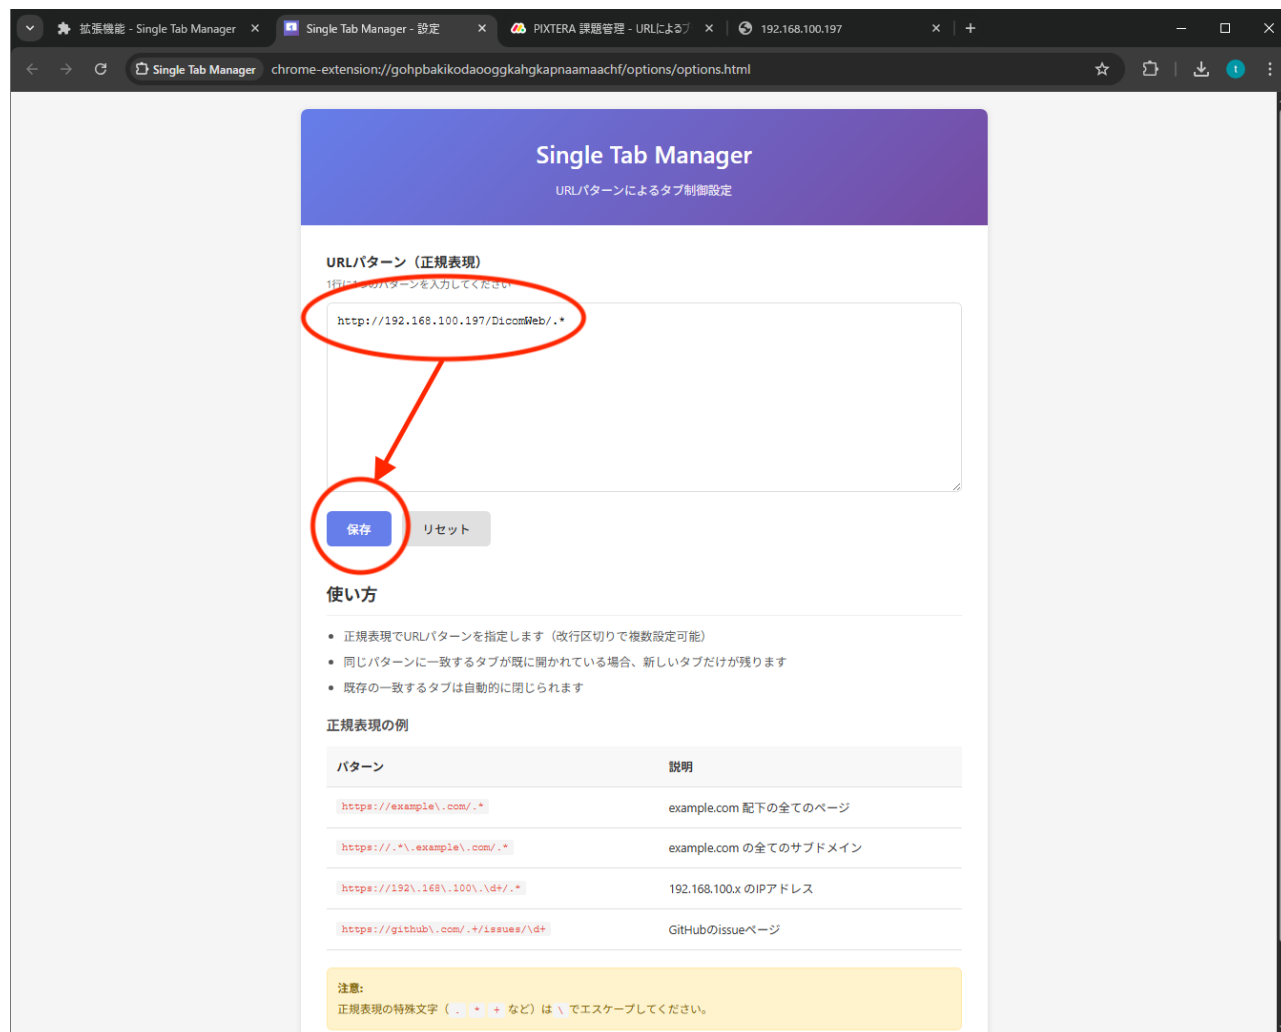 拡張機能 - Single Tab Manager
Single Tab Manager - 設定
PIXTERA 課題管理 - URLによるブ
192.168.100.197
Single Tab Manager
chrome-extension://gohpbakikodaooggkahgkapnaamaachf/options/options.html
t
Single Tab Manager
URLパターンによるタブ制御設定
URLパターン（正規表現）
1行に1つのパターンを入力してください
http://192.168.100.197/DicomWeb/.*
保存
リセット
使い方
• 正規表現でURLパターンを指定します（改行区切りで複数設定可能）
• 同じパターンに一致するタブが既に開かれている場合、新しいタブだけが残ります
• 既存の一致するタブは自動的に閉じられます
正規表現の例
パターン 説明
https://example\.com/.* example.com 配下の全てのページ
https://.*\.example\.com/.* example.com の全てのサブドメイン
https://192\.168\.100\.\d+/.* 192.168.100.x のIPアドレス
https://github\.com/.+/issues/\d+ GitHubのissueページ
注意:
正規表現の特殊文字（ . * + など）は \ でエスケープしてください。